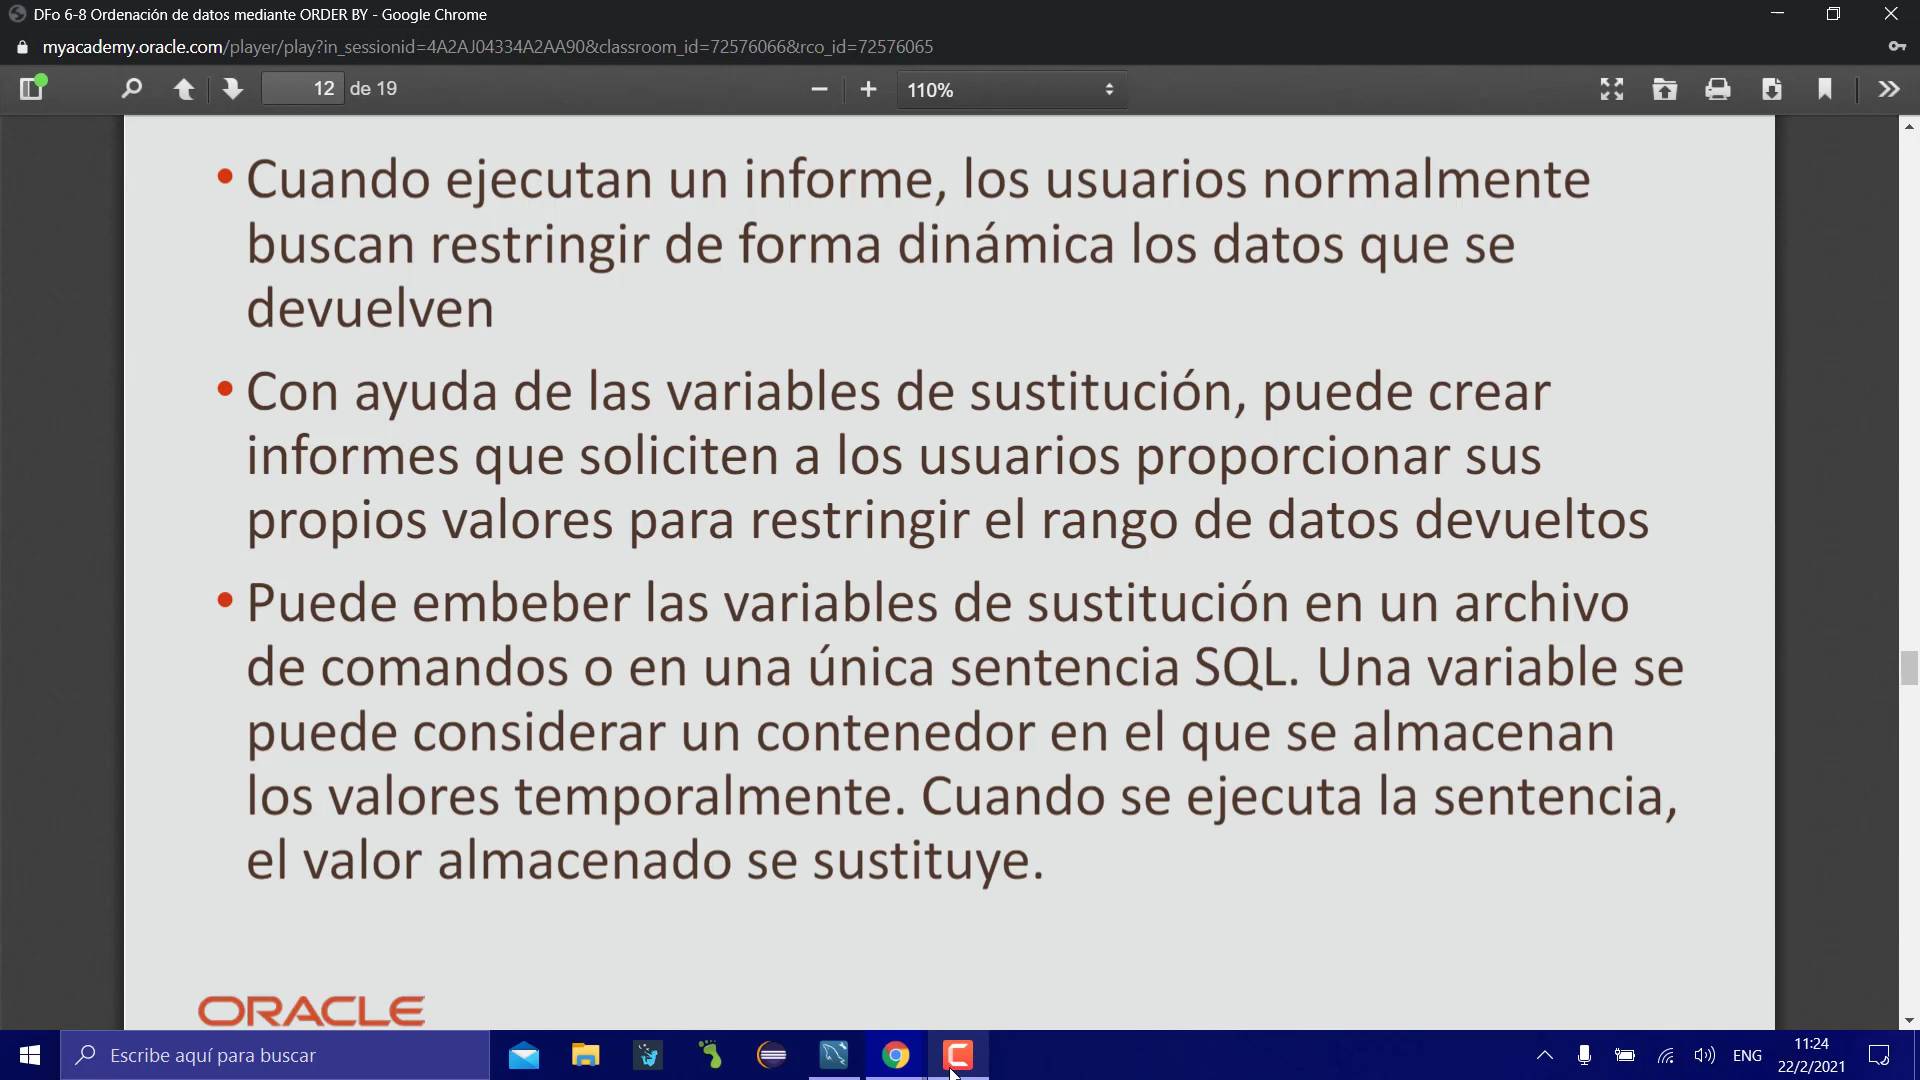 DFo 6-8 Ordenación de datos mediante ORDER BY - Google Chrome
myacademy.oracle.com/player/play?in_sessionid=4A2AJ04334A2AA90&classroom_id=72576066&rco_id=72576065
12 de 19
110%
• Cuando ejecutan un informe, los usuarios normalmente
buscan restringir de forma dinámica los datos que se
devuelven
• Con ayuda de las variables de sustitución, puede crear
informes que soliciten a los usuarios proporcionar sus
propios valores para restringir el rango de datos devueltos
• Puede embeber las variables de sustitución en un archivo
de comandos o en una única sentencia SQL. Una variable se
puede considerar un contenedor en el que se almacenan
los valores temporalmente. Cuando se ejecuta la sentencia,
el valor almacenado se sustituye.
ORACLE
Escribe aquí para buscar
ENG
11:24
22/2/2021